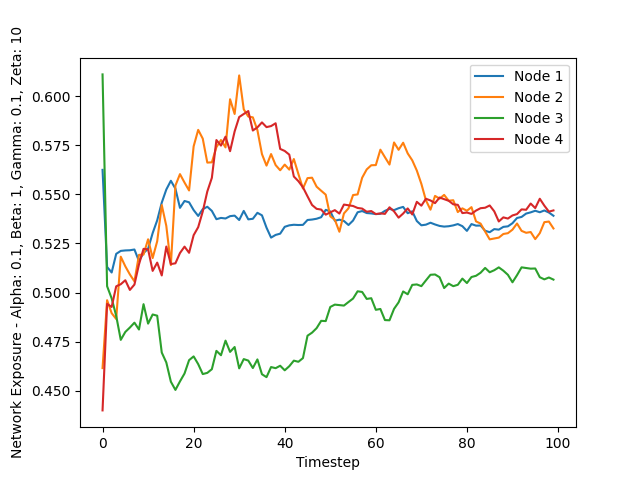 Network Exposure - Alpha: 0.1, Beta: 1, Gamma: 0.1, Zeta: 10
0.600
0.575
0.550
0.525
0.500
0.475
0.450
Node 1
Node 2
Node 3
Node 4
0 20 40 60 80 100
Timestep